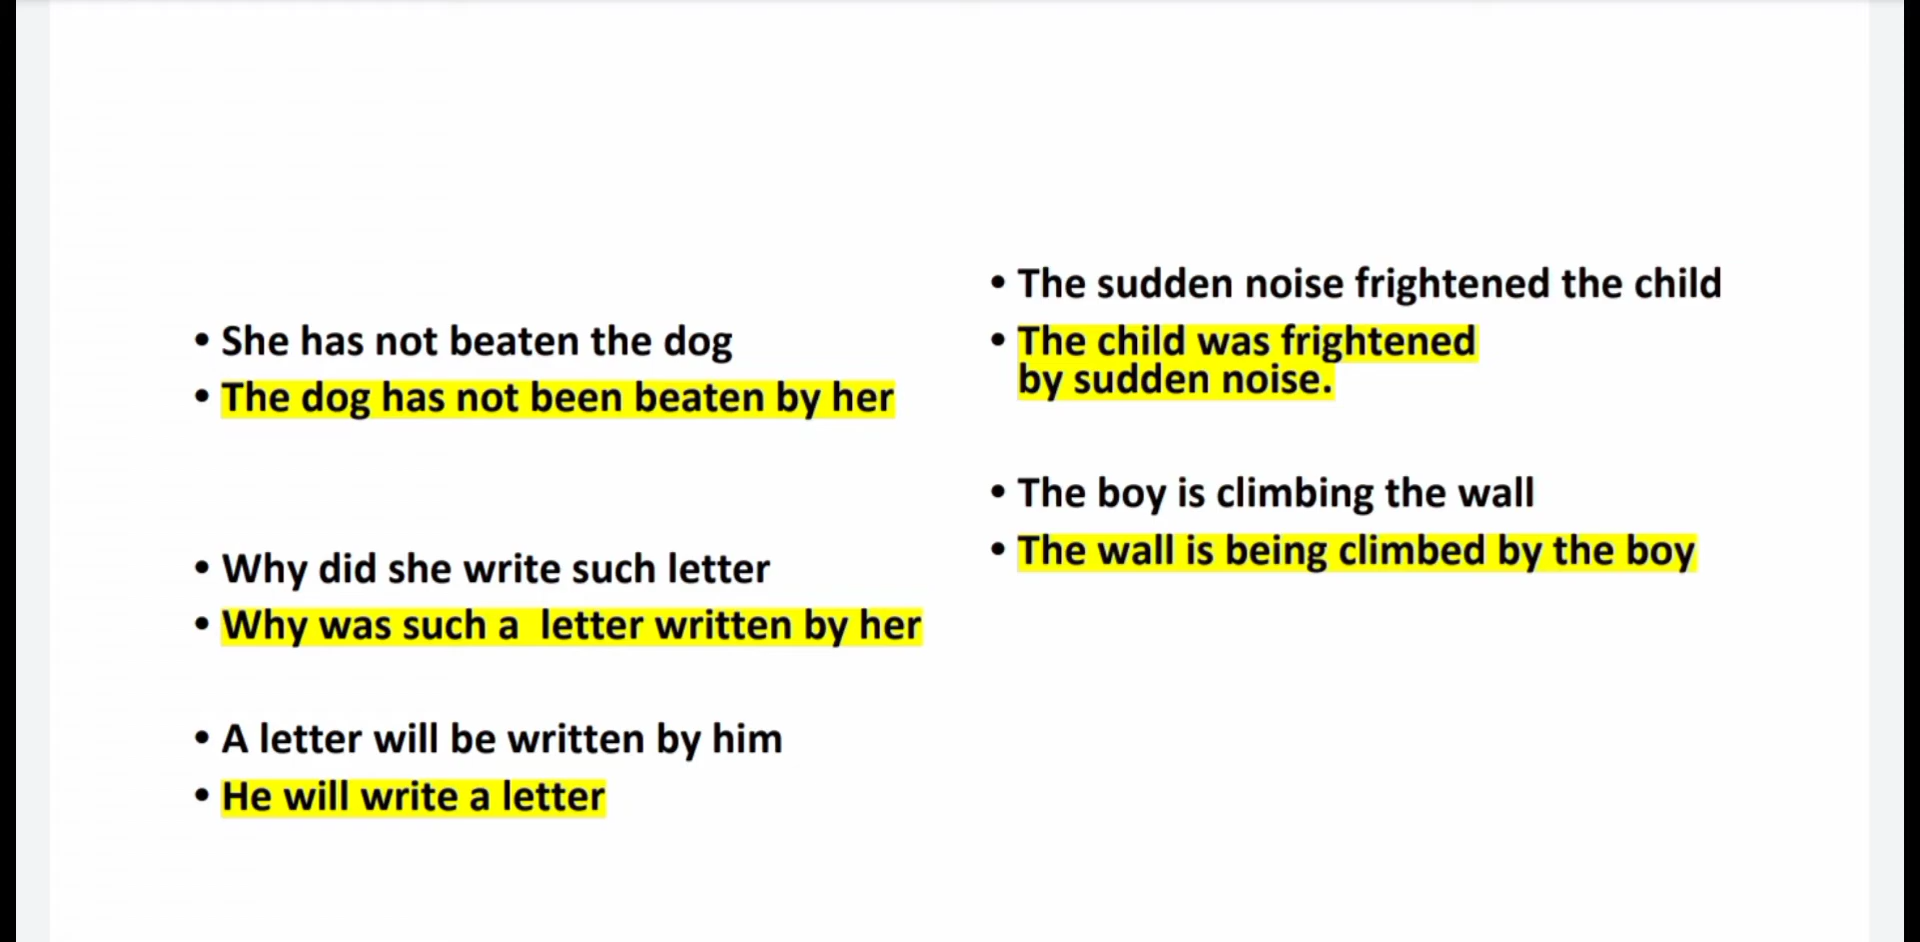 • She has not beaten the dog
• The dog has not been beaten by her
• Why did she write such letter
• Why was such a  letter written by her
• A letter will be written by him
• He will write a letter
• The sudden noise frightened the child
• The child was frightened
by sudden noise.
• The boy is climbing the wall
• The wall is being climbed by the boy